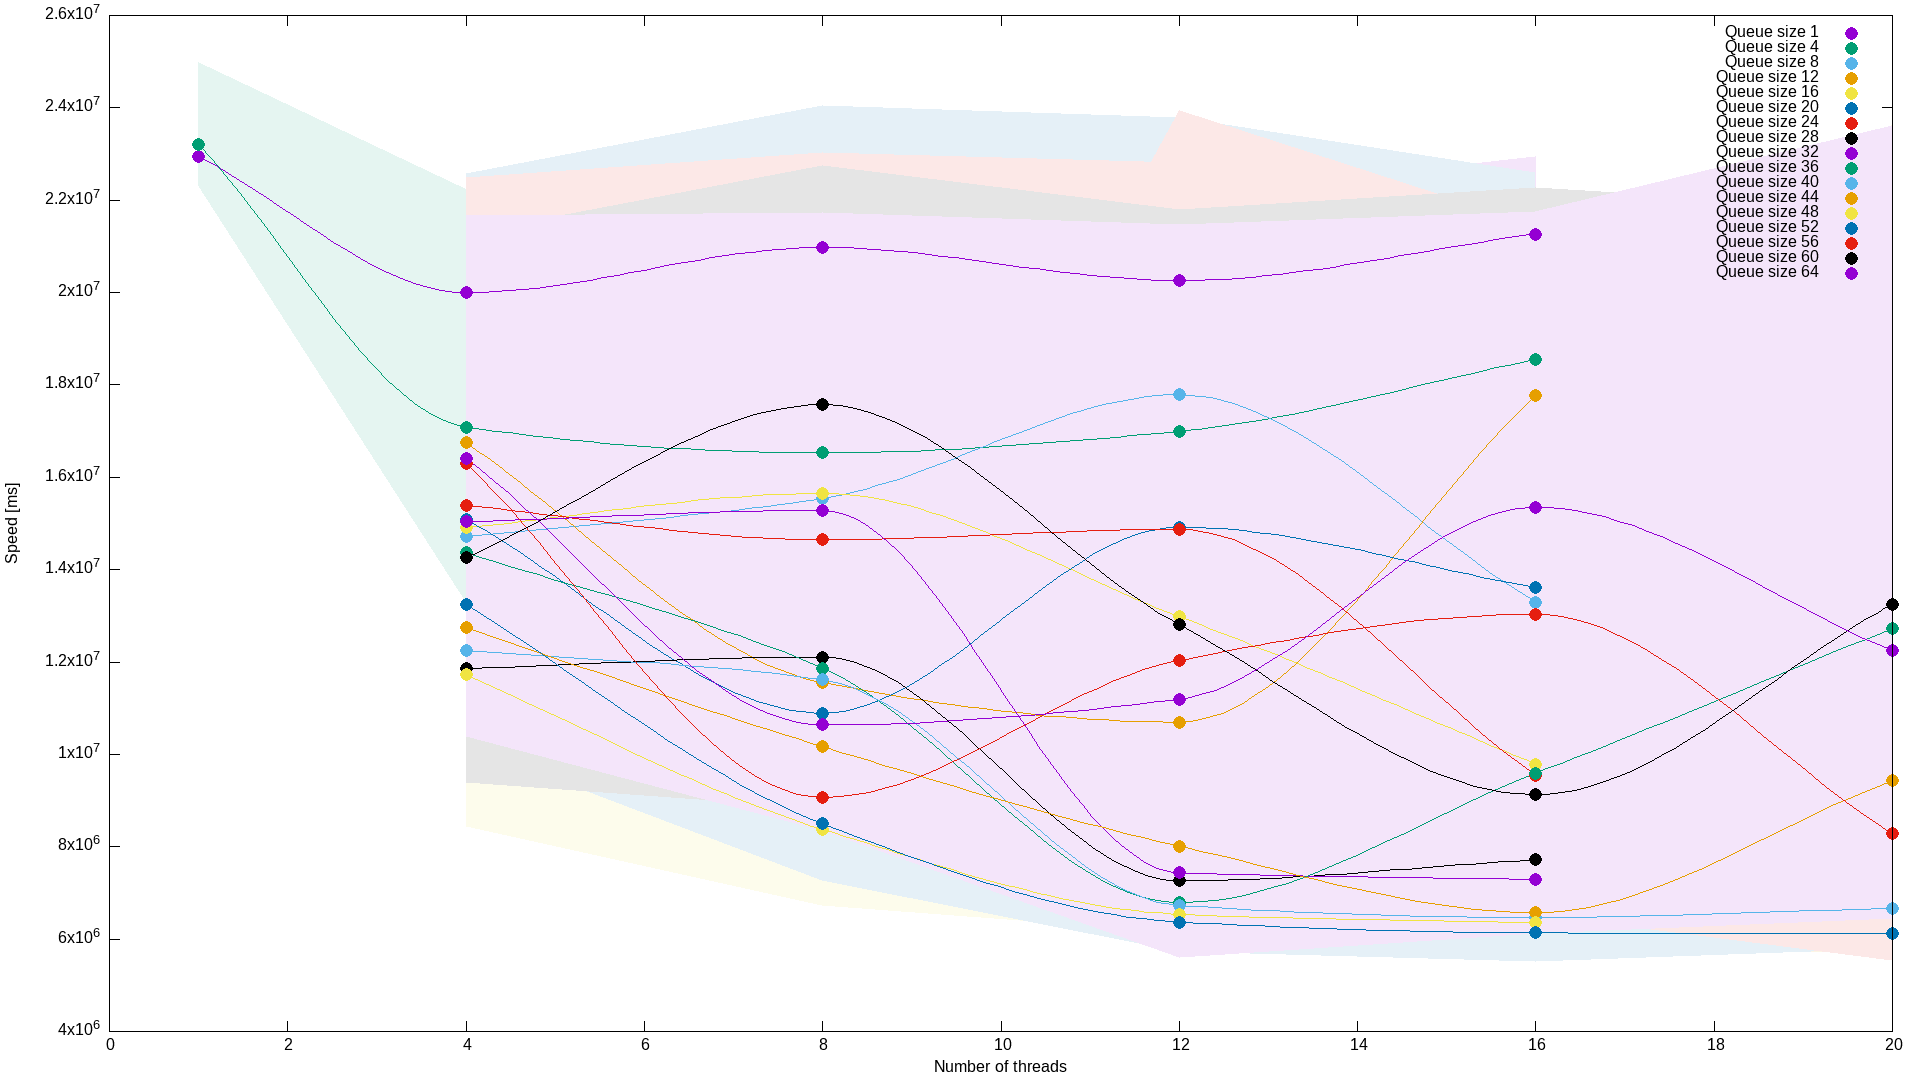 2.6x10^7
2.4x10^7
2.2x10^7
2x10^7
1.8x10^7
1.6x10^7
1.4x10^7
1.2x10^7
1x10^7
8x10^6
6x10^6
4x10^6
Speed [ms]
0 2 4 6 8 10 12 14 16 18 20
Number of threads
Queue size 1
Queue size 4
Queue size 8
Queue size 12
Queue size 16
Queue size 20
Queue size 24
Queue size 28
Queue size 32
Queue size 36
Queue size 40
Queue size 44
Queue size 48
Queue size 52
Queue size 56
Queue size 60
Queue size 64